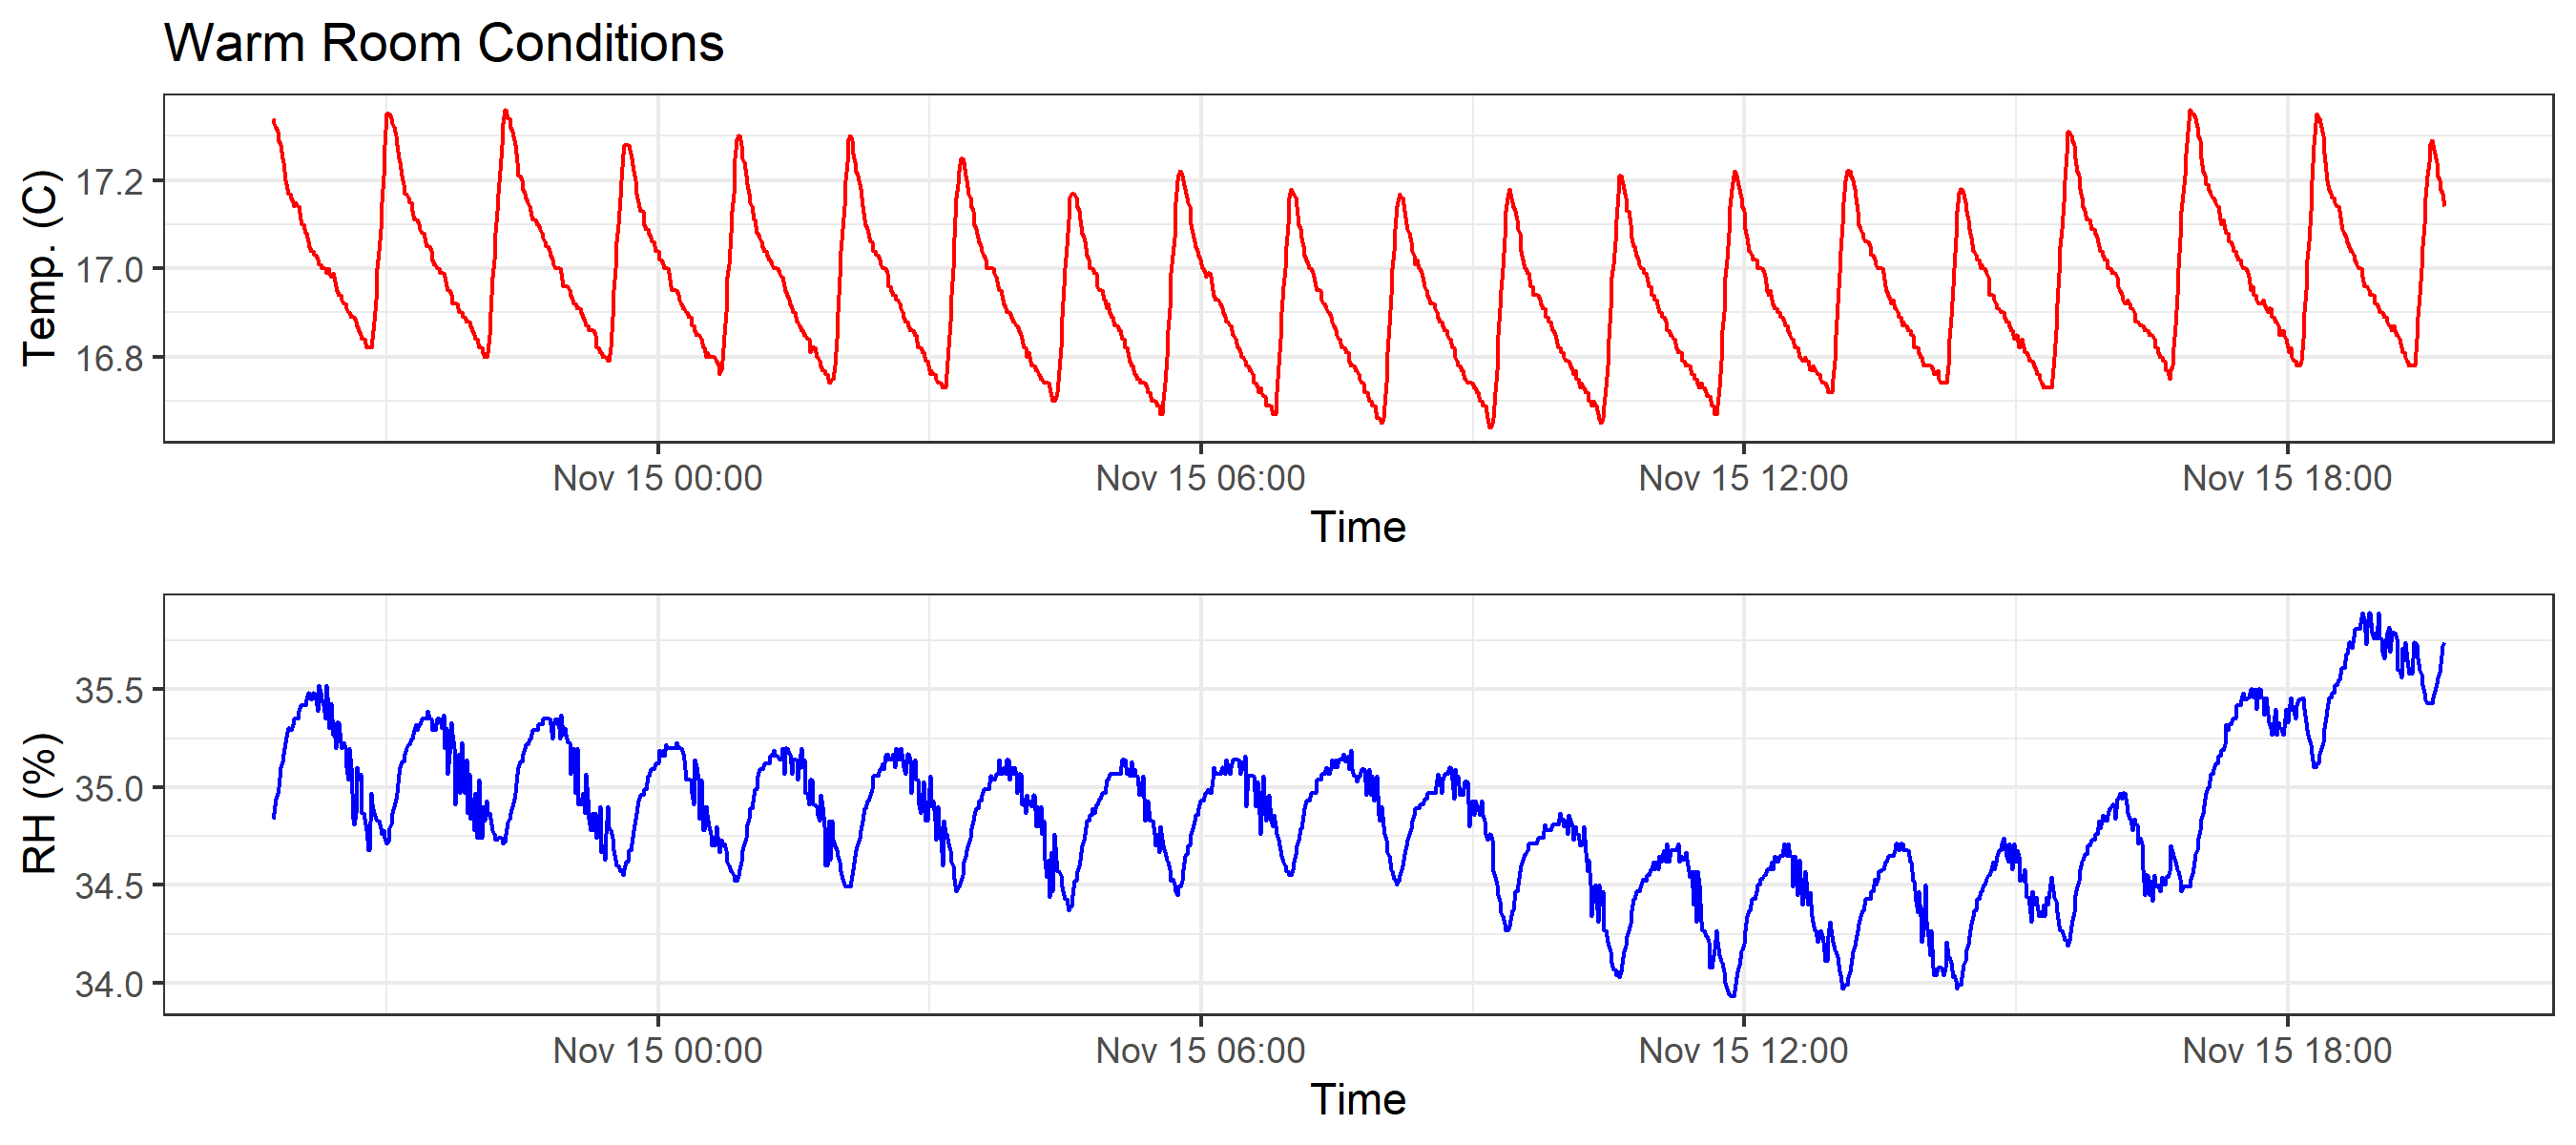 Warm Room Conditions
Temp. (C)
17.2
17.0
16.8
Nov 15 00:00 Nov 15 06:00 Nov 15 12:00 Nov 15 18:00
Time
RH (%)
35.5
35.0
34.5
34.0
Nov 15 00:00 Nov 15 06:00 Nov 15 12:00 Nov 15 18:00
Time